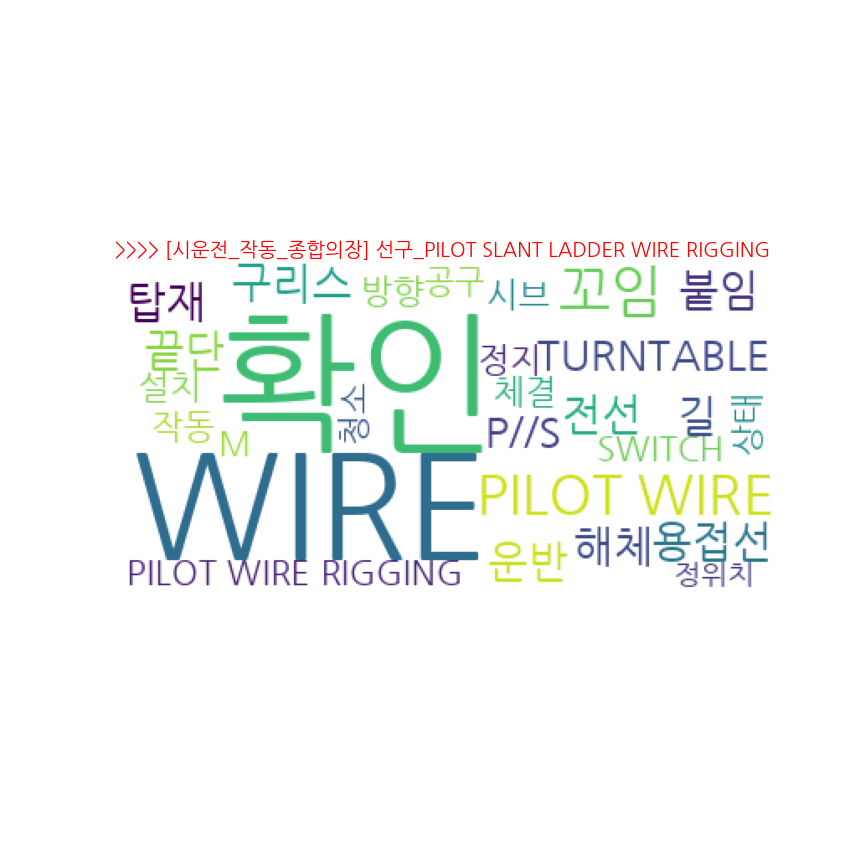 >>>> [시운전_작동_종합의장] 선구_PILOT SLANT LADDER WIRE RIGGING
탑재
구리스
방향
공구
시브
꼬임
붙임
끝단
확인
정지
TURNTABLE
설치
청소
체결
전선
길
상태
작동
M
P//S
SWITCH
WIRE
PILOT WIRE
운반
해체
용접선
PILOT WIRE RIGGING
정위치